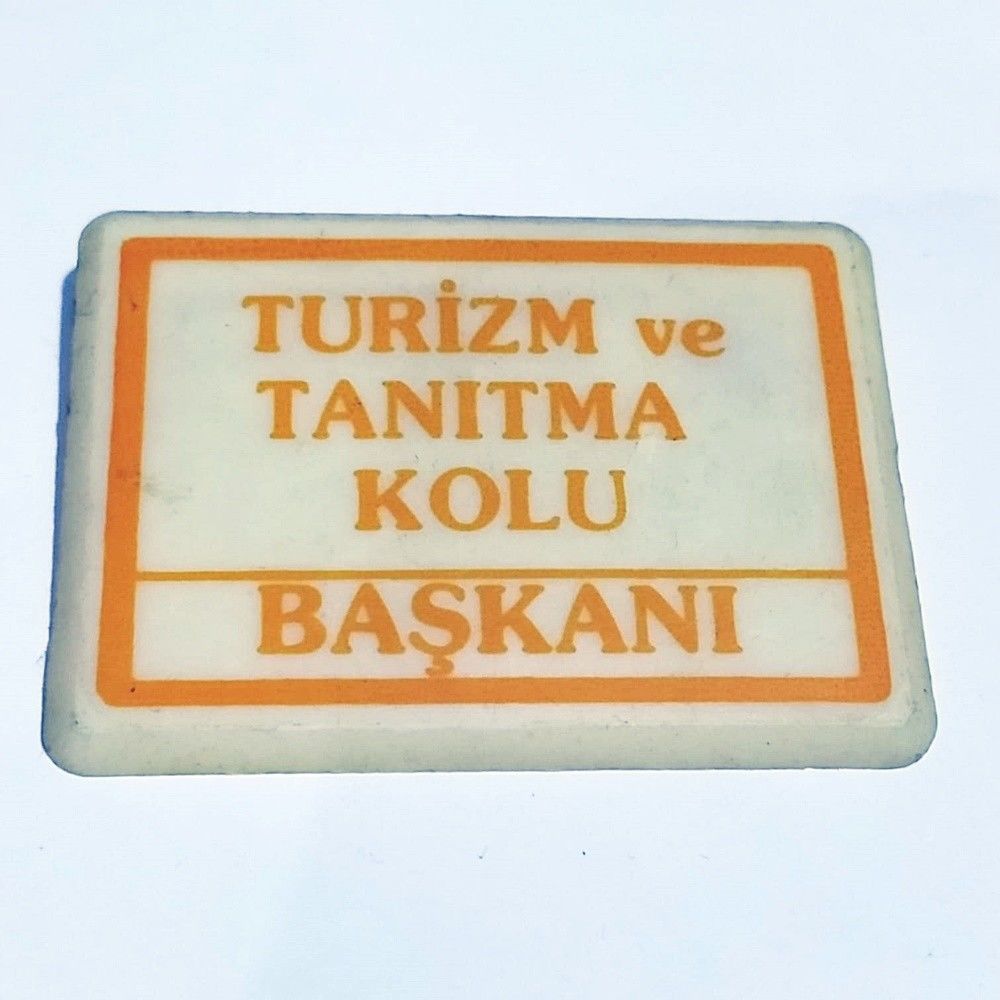 TURİZM ve
TANITMA
KOLU
BAŞKANI